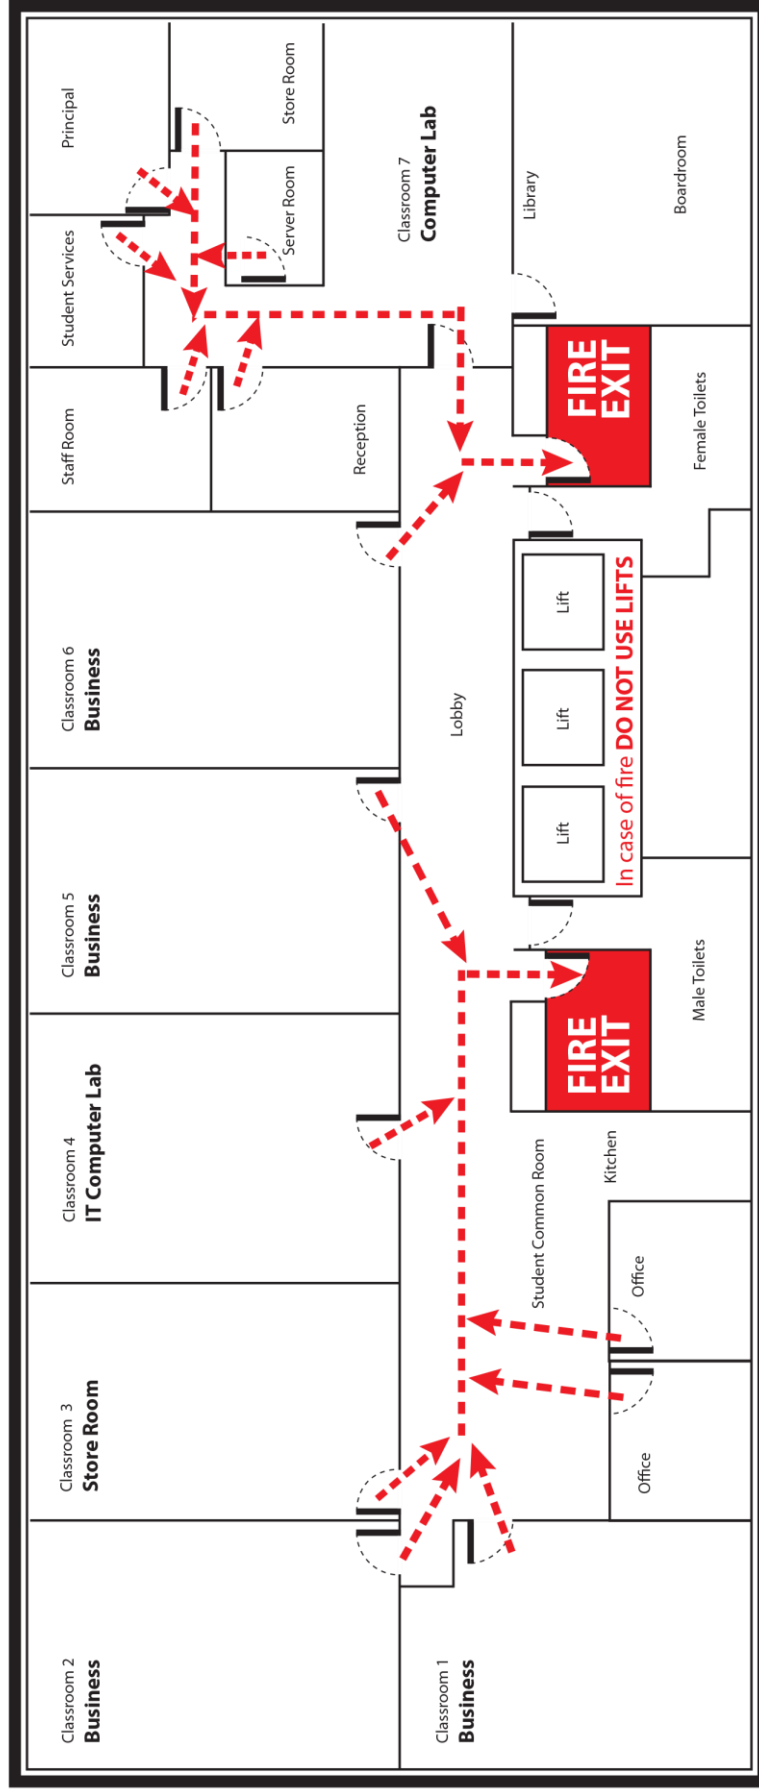 Classroom 2
Business
Classroom 3
Store Room
Classroom 4
IT Computer Lab
Classroom 5
Business
Classroom 6
Business
Staff Room
Student Services
Principal
Reception
Server Room
Store Room
Classroom 1
Business
Lobby
Classroom 7
Computer Lab
Student Common Room
Lift
Lift
Lift
Library
FIRE
EXIT
In case of fire DO NOT USE LIFTS
FIRE
EXIT
Office
Office
Kitchen
Male Toilets
Female Toilets
Boardroom